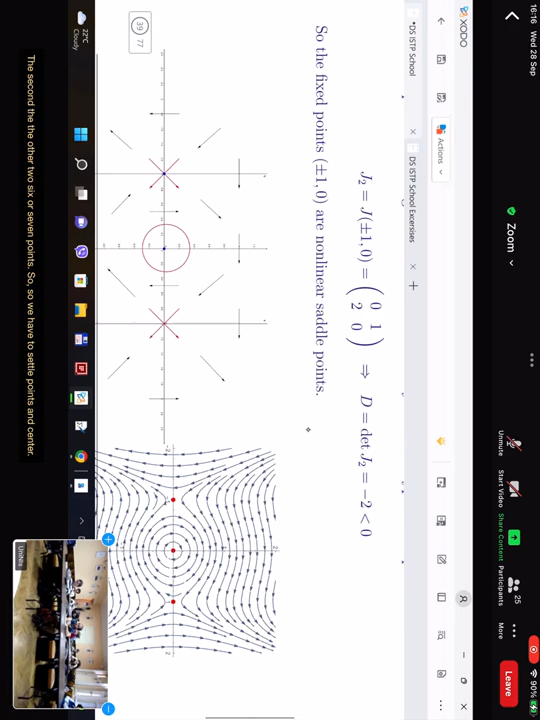 16:16 Wed 28 Sep
90%
Zoom
Unmute
Start Video
Share Content
25
Participants
More
Leave
XODO
*DS ISTP School
DS ISTP School Excersises
Actions
J₂ = J(±1, 0) = ( 0 1
2 0 ) ⇒ D = det J₂ = −2 < 0
So the fixed points (±1, 0) are nonlinear saddle points.
39 77
22°C
Cloudy
UniNis
The second the the other two six or seven points. So, so we have to settle points and center.